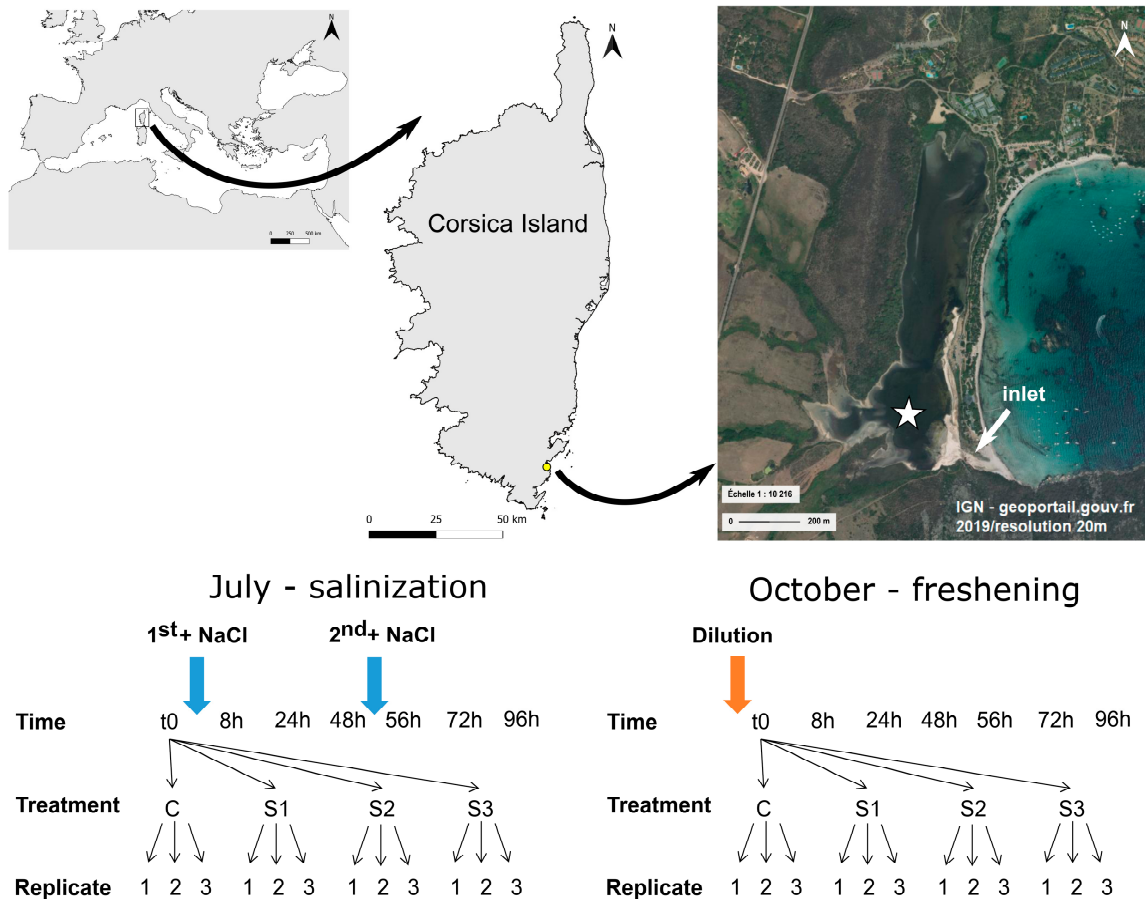 N
0 250 500 km
N
Corsica Island
0 25 50 km
N
inlet
Échelle 1 : 10 216
0 200 m
IGN - geoportail.gouv.fr
2019/resolution 20m
July - salinization
1st+ NaCl 2nd+ NaCl
Time t0 8h 24h 48h 56h 72h 96h
Treatment C S1 S2 S3
Replicate 1 2 3 1 2 3 1 2 3 1 2 3
October - freshening
Dilution
Time t0 8h 24h 48h 56h 72h 96h
Treatment C S1 S2 S3
Replicate 1 2 3 1 2 3 1 2 3 1 2 3